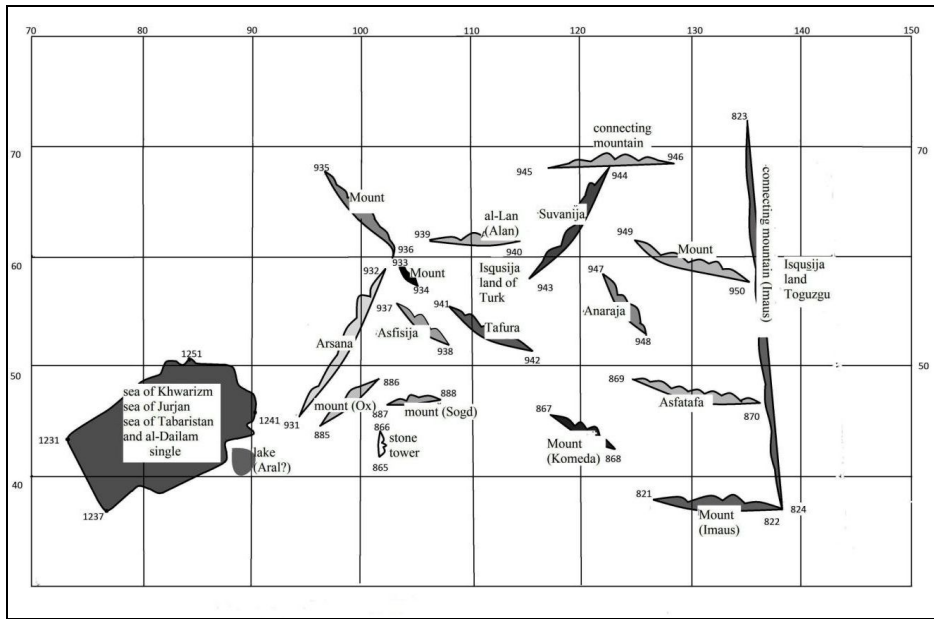 70 80 90 100 110 120 130 140 150
823
connecting
mountain
70 70
935 945 944 946
Mount
al-Lan
(Alan)
Suvanija
connecting mountain (Imaus)
939 949
Mount
936 940
60
933
932 Mount
934
Isqusija
land of
Turk
943 947 950
Isqusija
land
Toguzgu
937 941
Anaraja
Arsana Asfisija Tafura
938 942 948
1251
50 50
886 869
sea of Khwarizm
sea of Jurjan
sea of Tabaristan
and al-Dailam
single
mount (Ox) 888
mount (Sogd)
Asfatafa
870
1241 931 885 887
866
867
1231
lake
(Aral?)
stone
tower
865
Mount
(Komeda)
868
40
821
1237
Mount
(Imaus)
822 824